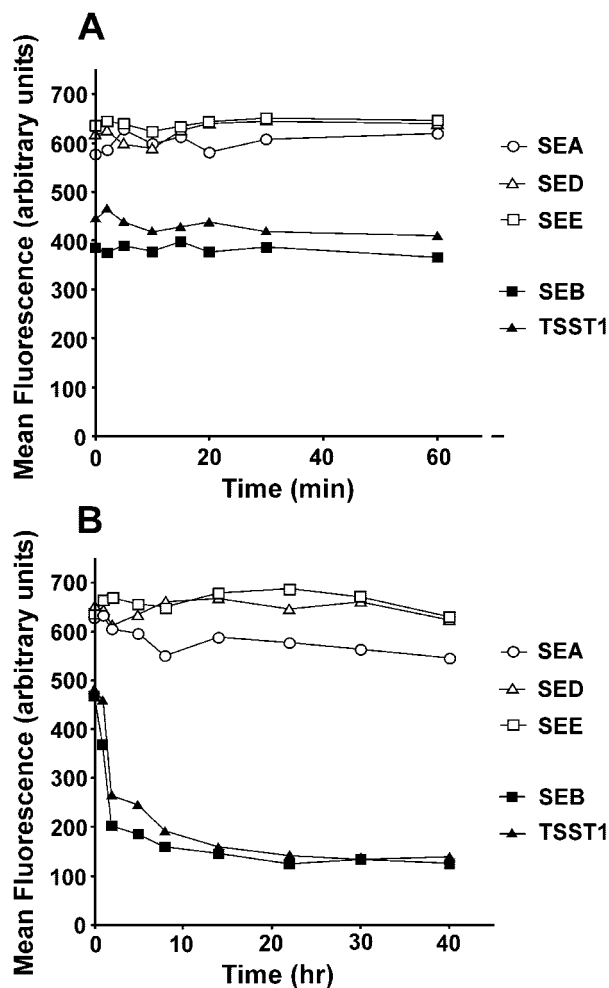 A
Mean Fluorescence (arbitrary units)
700
600
500
400
300
200
100
0
0 20 40 60
Time (min)
SEA
SED
SEE
SEB
TSST1
B
Mean Fluorescence (arbitrary units)
700
600
500
400
300
200
100
0
0 10 20 30 40
Time (hr)
SEA
SED
SEE
SEB
TSST1